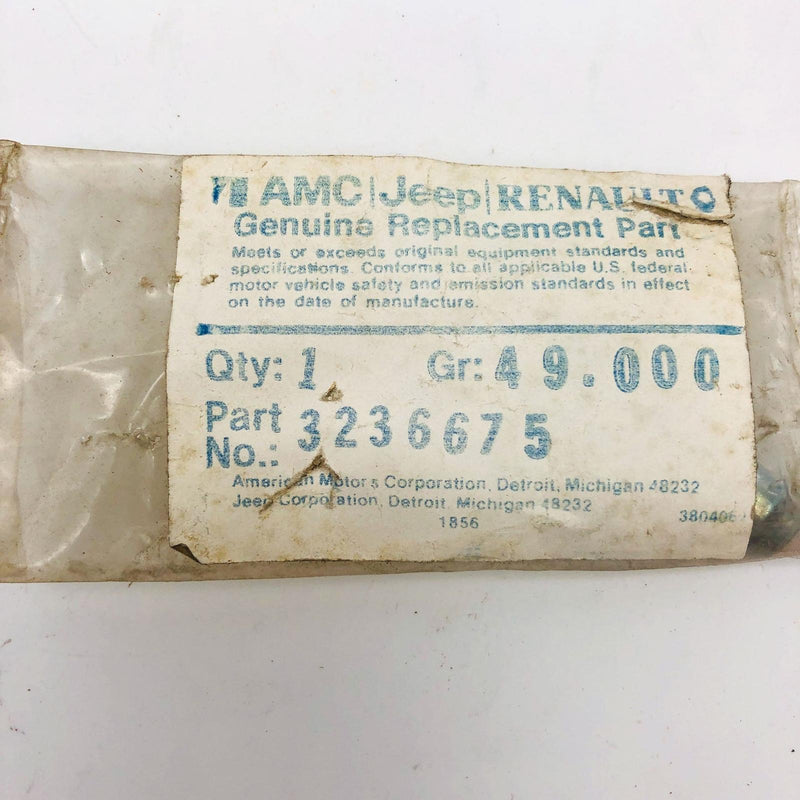 AMC|Jeep|RENAULT
Genuine Replacement Part
Meets or exceeds original equipment standards and
specifications. Conforms to all applicable U.S. federal
motor vehicle safety and emission standards in effect
on the date of manufacture.
Qty: 1 Gr: 49.000
Part
No.: 3236675
American Motors Corporation, Detroit, Michigan 48232
Jeep Corporation, Detroit, Michigan 48232
1856